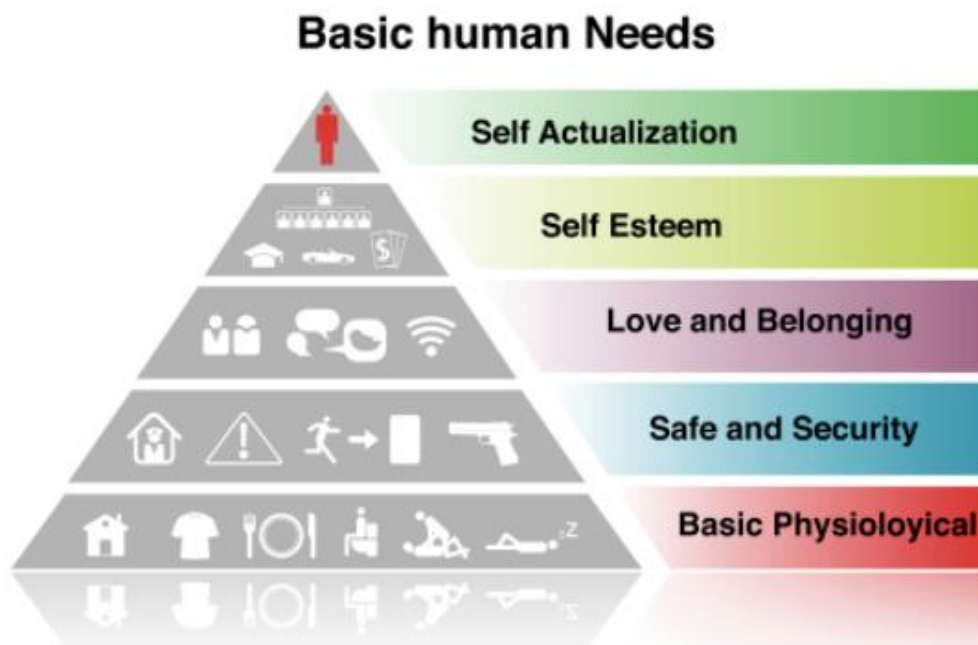 Basic human Needs
Self Actualization
Self Esteem
$
Love and Belonging
Safe and Security
!
Basic Physioloyical
z
Z